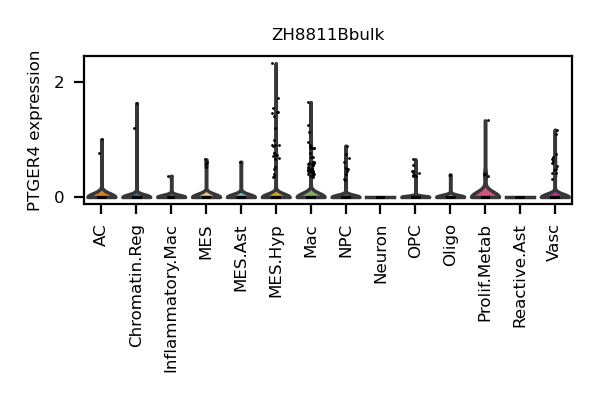 ZH8811Bbulk
PTGER4 expression
2
0
AC
Chromatin.Reg
Inflammatory.Mac
MES
MES.Ast
MES.Hyp
Mac
NPC
Neuron
OPC
Oligo
Prolif.Metab
Reactive.Ast
Vasc